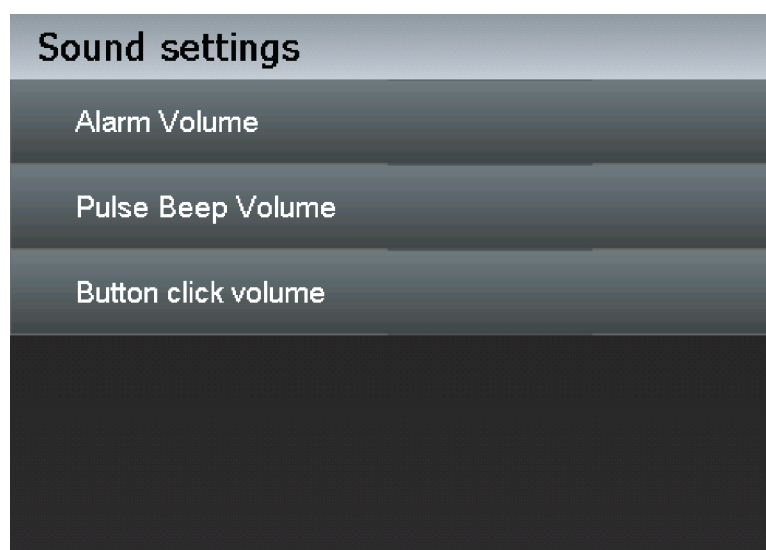 Sound settings
Alarm Volume
Pulse Beep Volume
Button click volume